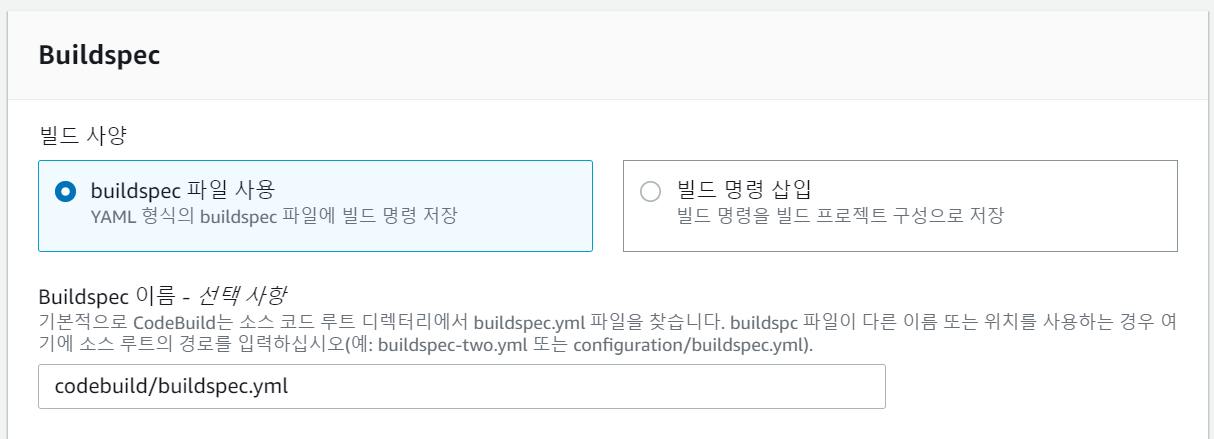 Buildspec
빌드 사양
buildspec 파일 사용
YAML 형식의 buildspec 파일에 빌드 명령 저장
빌드 명령 삽입
빌드 명령을 빌드 프로젝트 구성으로 저장
Buildspec 이름 - 선택 사항
기본적으로 CodeBuild는 소스 코드 루트 디렉터리에서 buildspec.yml 파일을 찾습니다. buildspc 파일이 다른 이름 또는 위치를 사용하는 경우 여
기에 소스 루트의 경로를 입력하십시오(예: buildspec-two.yml 또는 configuration/buildspec.yml).
codebuild/buildspec.yml